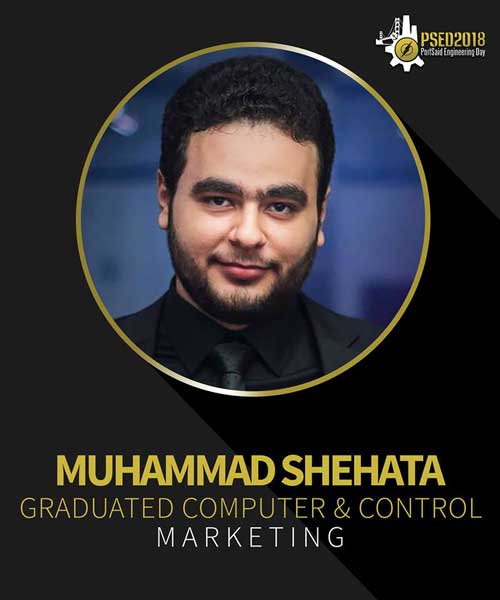 PSED2018
PortSaid Engineering Day
MUHAMMAD SHEHATA
GRADUATED COMPUTER & CONTROL
MARKETING